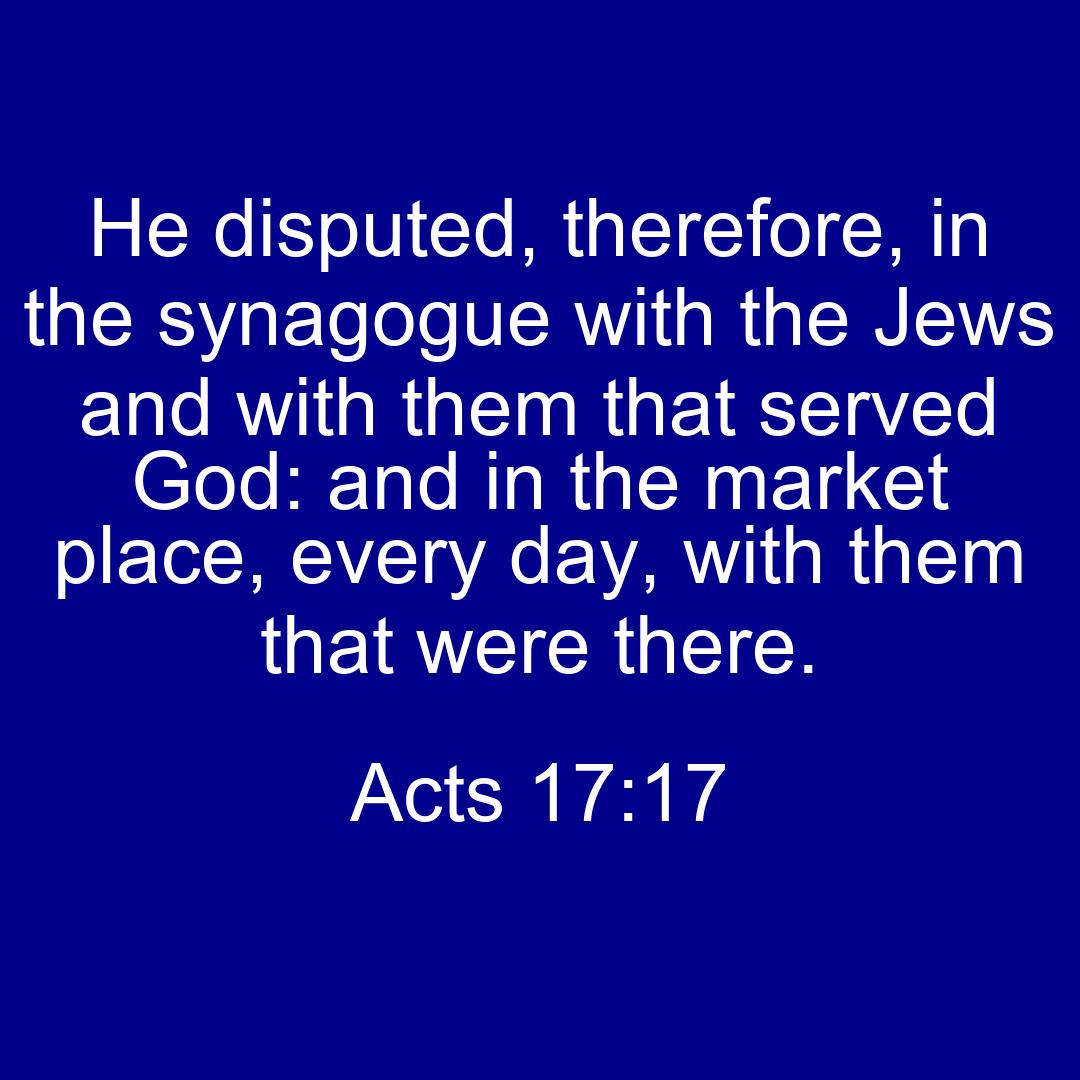 He disputed, therefore, in
the synagogue with the Jews
and with them that served
God: and in the market
place, every day, with them
that were there.
Acts 17:17